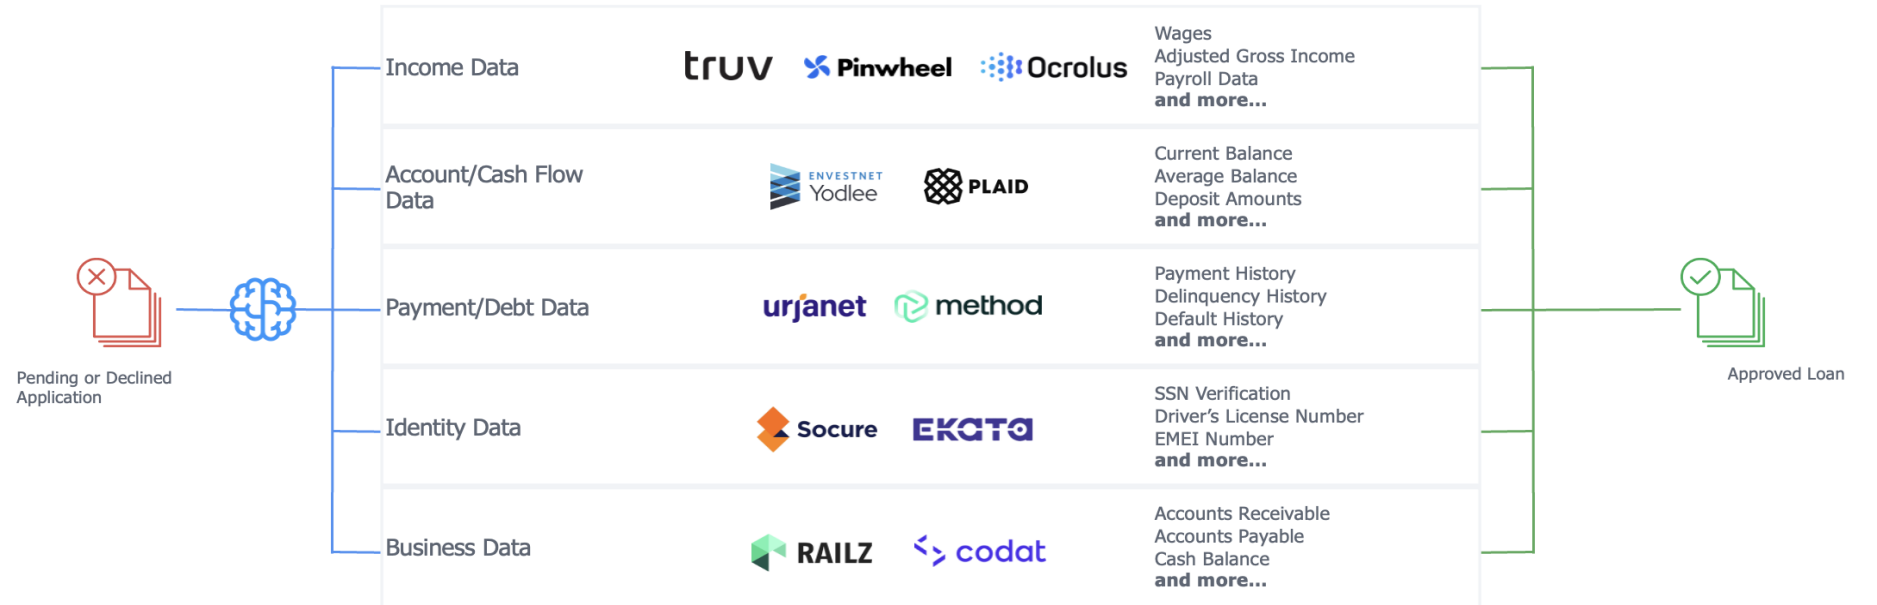 Income Data
truv
Pinwheel
Ocrolus
Wages
Adjusted Gross Income
Payroll Data
and more...
Account/Cash Flow
Data
ENVESTNET
Yodlee
PLAID
Current Balance
Average Balance
Deposit Amounts
and more...
Pending or Declined
Application
Payment/Debt Data
urjanet
method
Payment History
Delinquency History
Default History
and more...
Approved Loan
Identity Data
Socure
EKATA
SSN Verification
Driver's License Number
EMEI Number
and more...
Business Data
RAILZ
codat
Accounts Receivable
Accounts Payable
Cash Balance
and more...